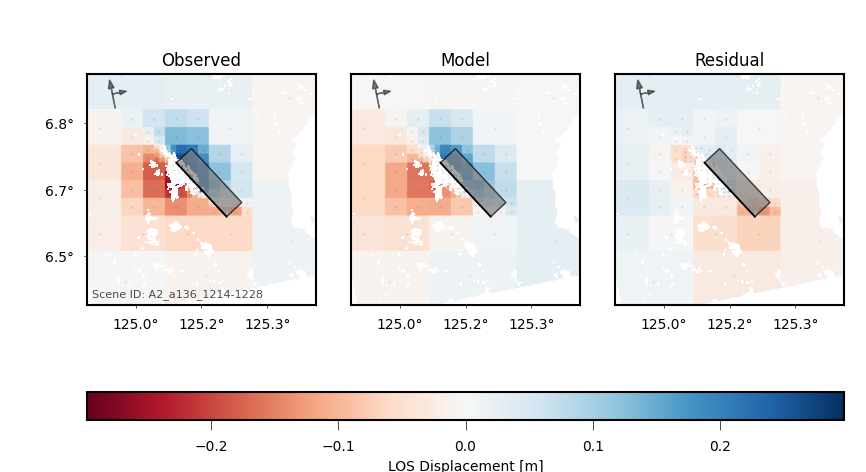 Observed Model Residual
6.8°
6.7°
6.5°
Scene ID: A2_a136_1214-1228
125.0° 125.2° 125.3° 125.0° 125.2° 125.3° 125.0° 125.2° 125.3°
−0.2 −0.1 0.0 0.1 0.2
LOS Displacement [m]